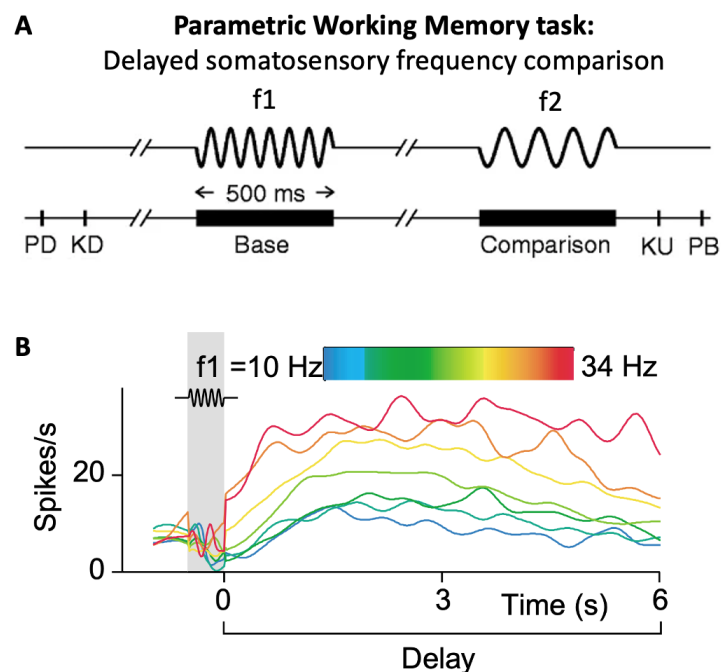 A
Parametric Working Memory task:
Delayed somatosensory frequency comparison
f1
f2
← 500 ms →
PD KD Base Comparison KU PB
B
f1 =10 Hz 34 Hz
Spikes/s
20
0
0 3 Time (s) 6
Delay